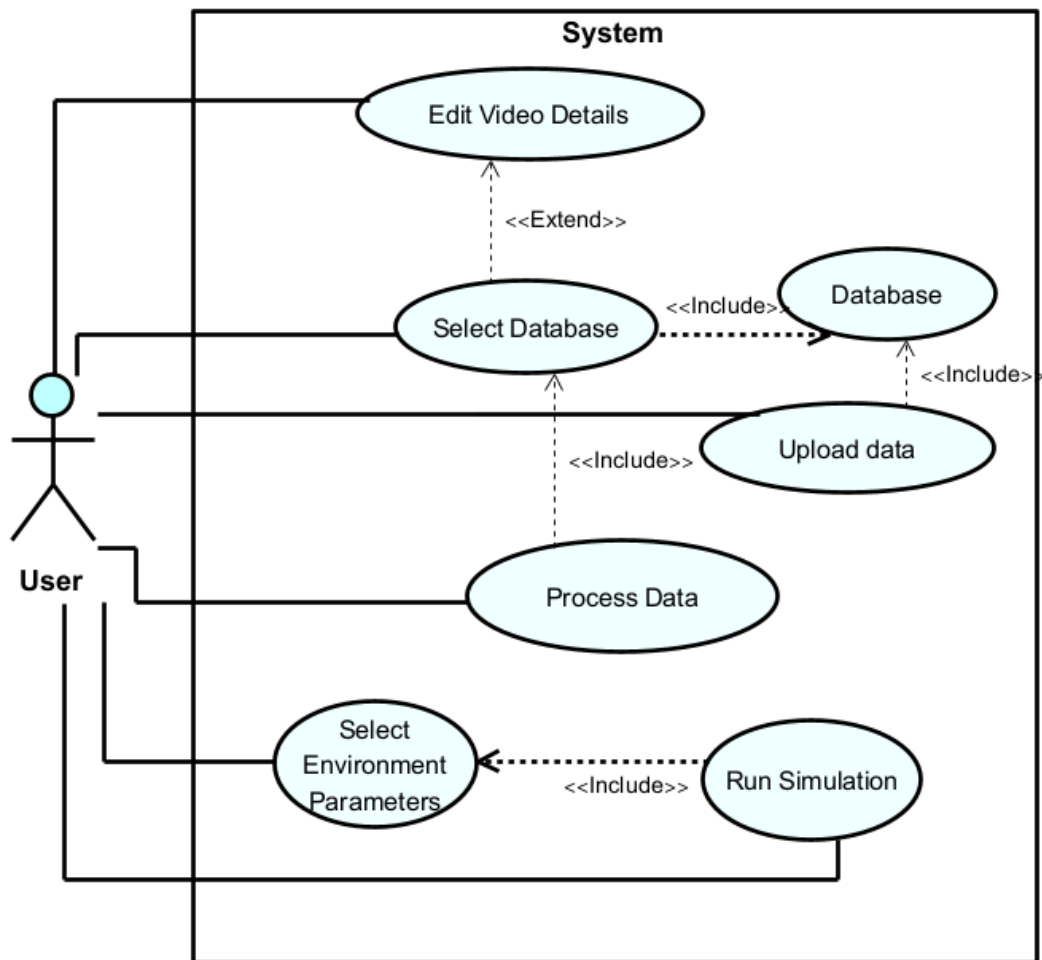 System
Edit Video Details
<<Extend>>
Database
<<Include>>
Select Database
<<Include>>
Upload data
<<Include>>
User
Process Data
Select
Environment
Parameters
Run Simulation
<<Include>>